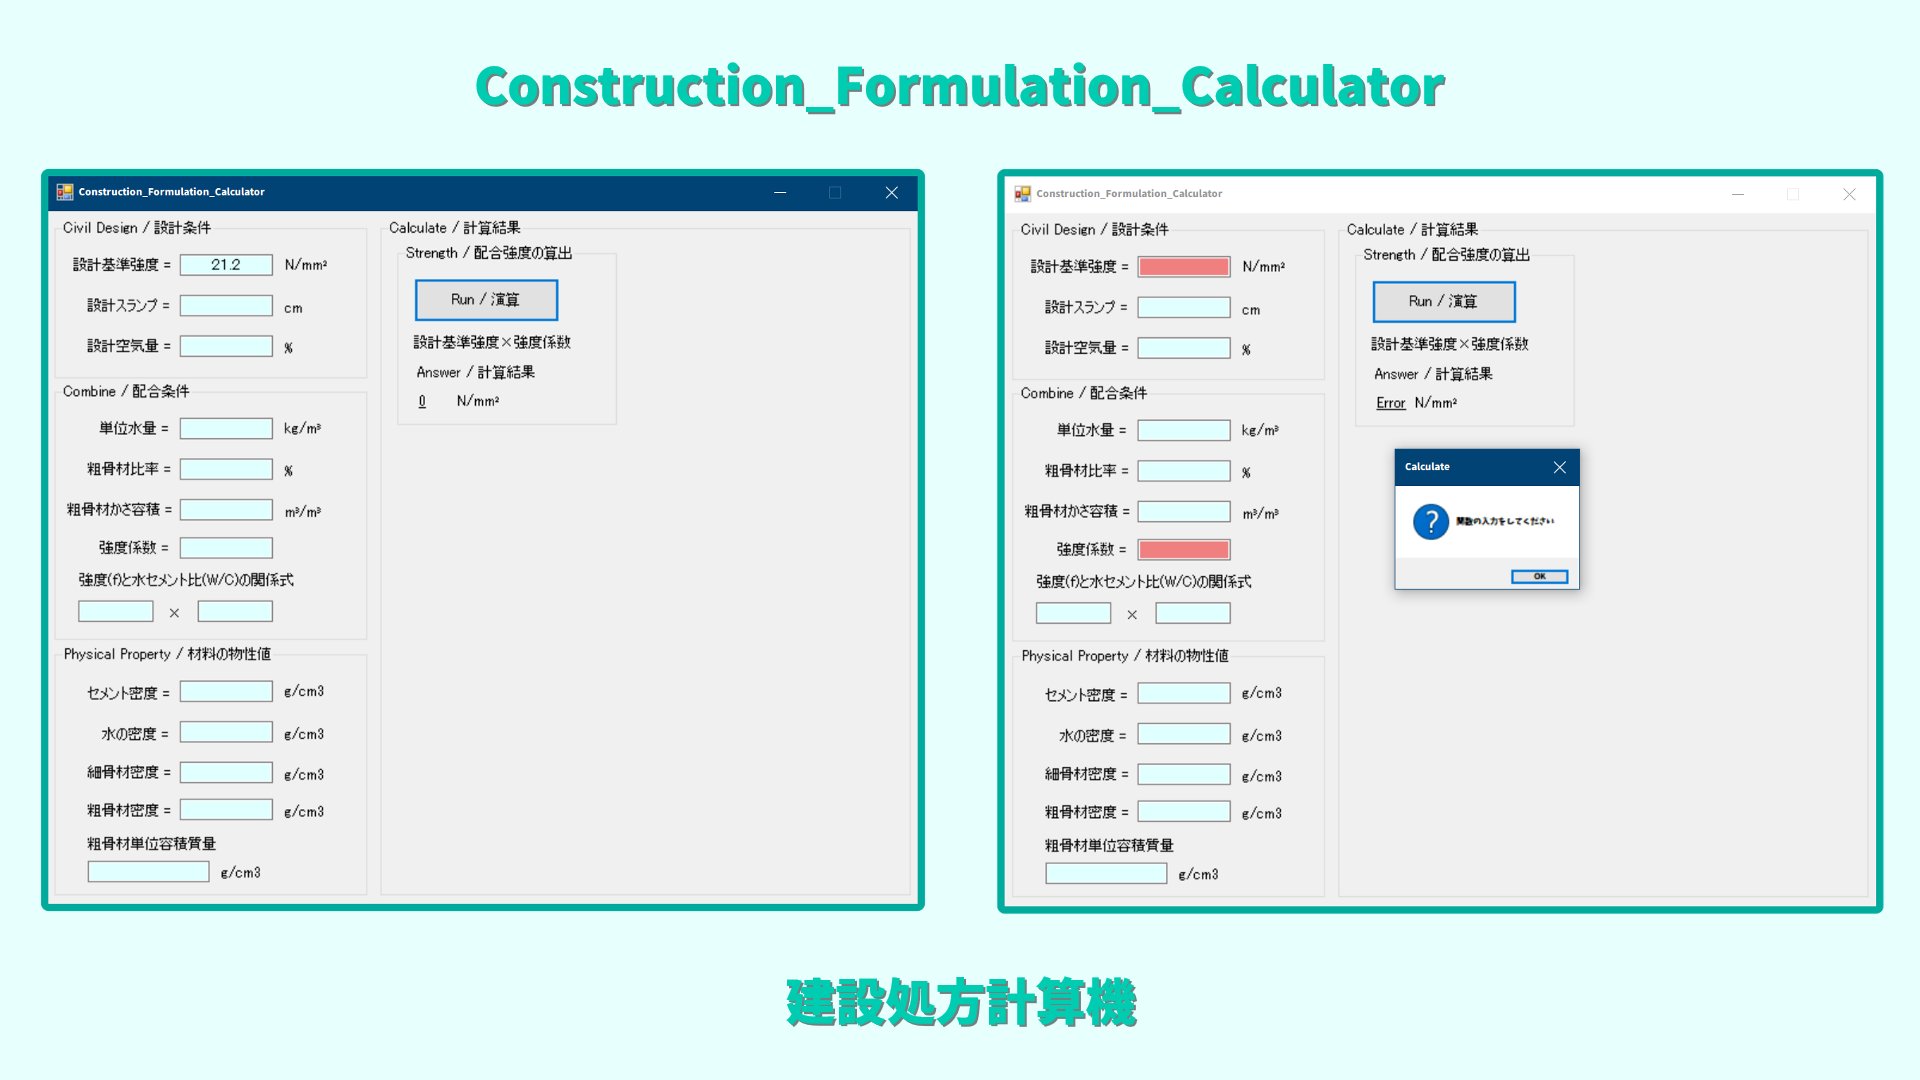 Construction_Formulation_Calculator
Construction_Formulation_Calculator
Civil Design / 設計条件
設計基準強度 = 21.2 N/mm²
設計スランプ = cm
設計空気量 = %
Combine / 配合条件
単位水量 = kg/m³
粗骨材比率 = %
粗骨材かさ容積 = m³/m³
強度係数 =
強度(f)と水セメント比(W/C)の関係式
×
Physical Property / 材料の物性値
セメント密度 = g/cm3
水の密度 = g/cm3
細骨材密度 = g/cm3
粗骨材密度 = g/cm3
粗骨材単位容積質量
g/cm3
Calculate / 計算結果
Strength / 配合強度の算出
Run / 演算
設計基準強度×強度係数
Answer / 計算結果
0 N/mm²
Construction_Formulation_Calculator
Civil Design / 設計条件
設計基準強度 = N/mm²
設計スランプ = cm
設計空気量 = %
Combine / 配合条件
単位水量 = kg/m³
粗骨材比率 = %
粗骨材かさ容積 = m³/m³
強度係数 =
強度(f)と水セメント比(W/C)の関係式
×
Physical Property / 材料の物性値
セメント密度 = g/cm3
水の密度 = g/cm3
細骨材密度 = g/cm3
粗骨材密度 = g/cm3
粗骨材単位容積質量
g/cm3
Calculate / 計算結果
Strength / 配合強度の算出
Run / 演算
設計基準強度×強度係数
Answer / 計算結果
Error N/mm²
Calculate
関数の入力をしてください
OK
建設処方計算機